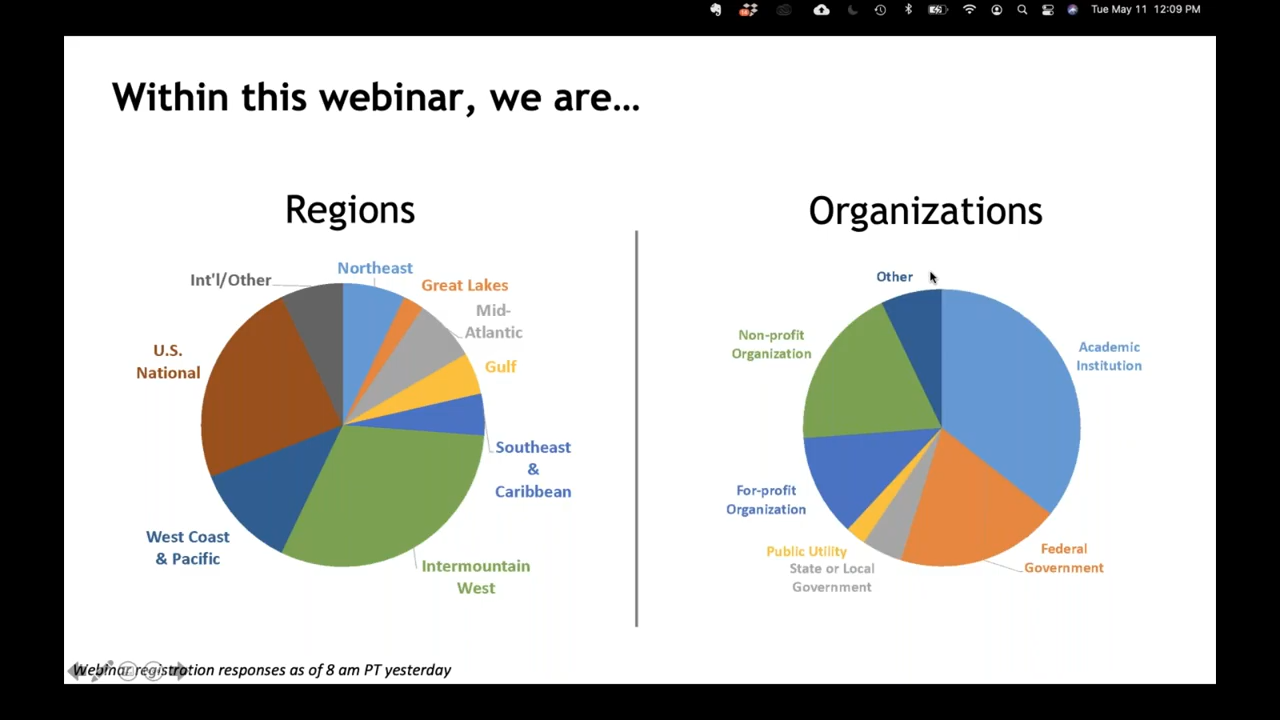 Tue May 11 12:09 PM
Within this webinar, we are...
Regions
Int'l/Other
Northeast
Great Lakes
Mid-
Atlantic
Gulf
U.S.
National
Southeast
&
Caribbean
West Coast
& Pacific
Intermountain
West
Organizations
Other
Non-profit
Organization
Academic
Institution
For-profit
Organization
Public Utility
State or Local
Government
Federal
Government
Webinar registration responses as of 8 am PT yesterday